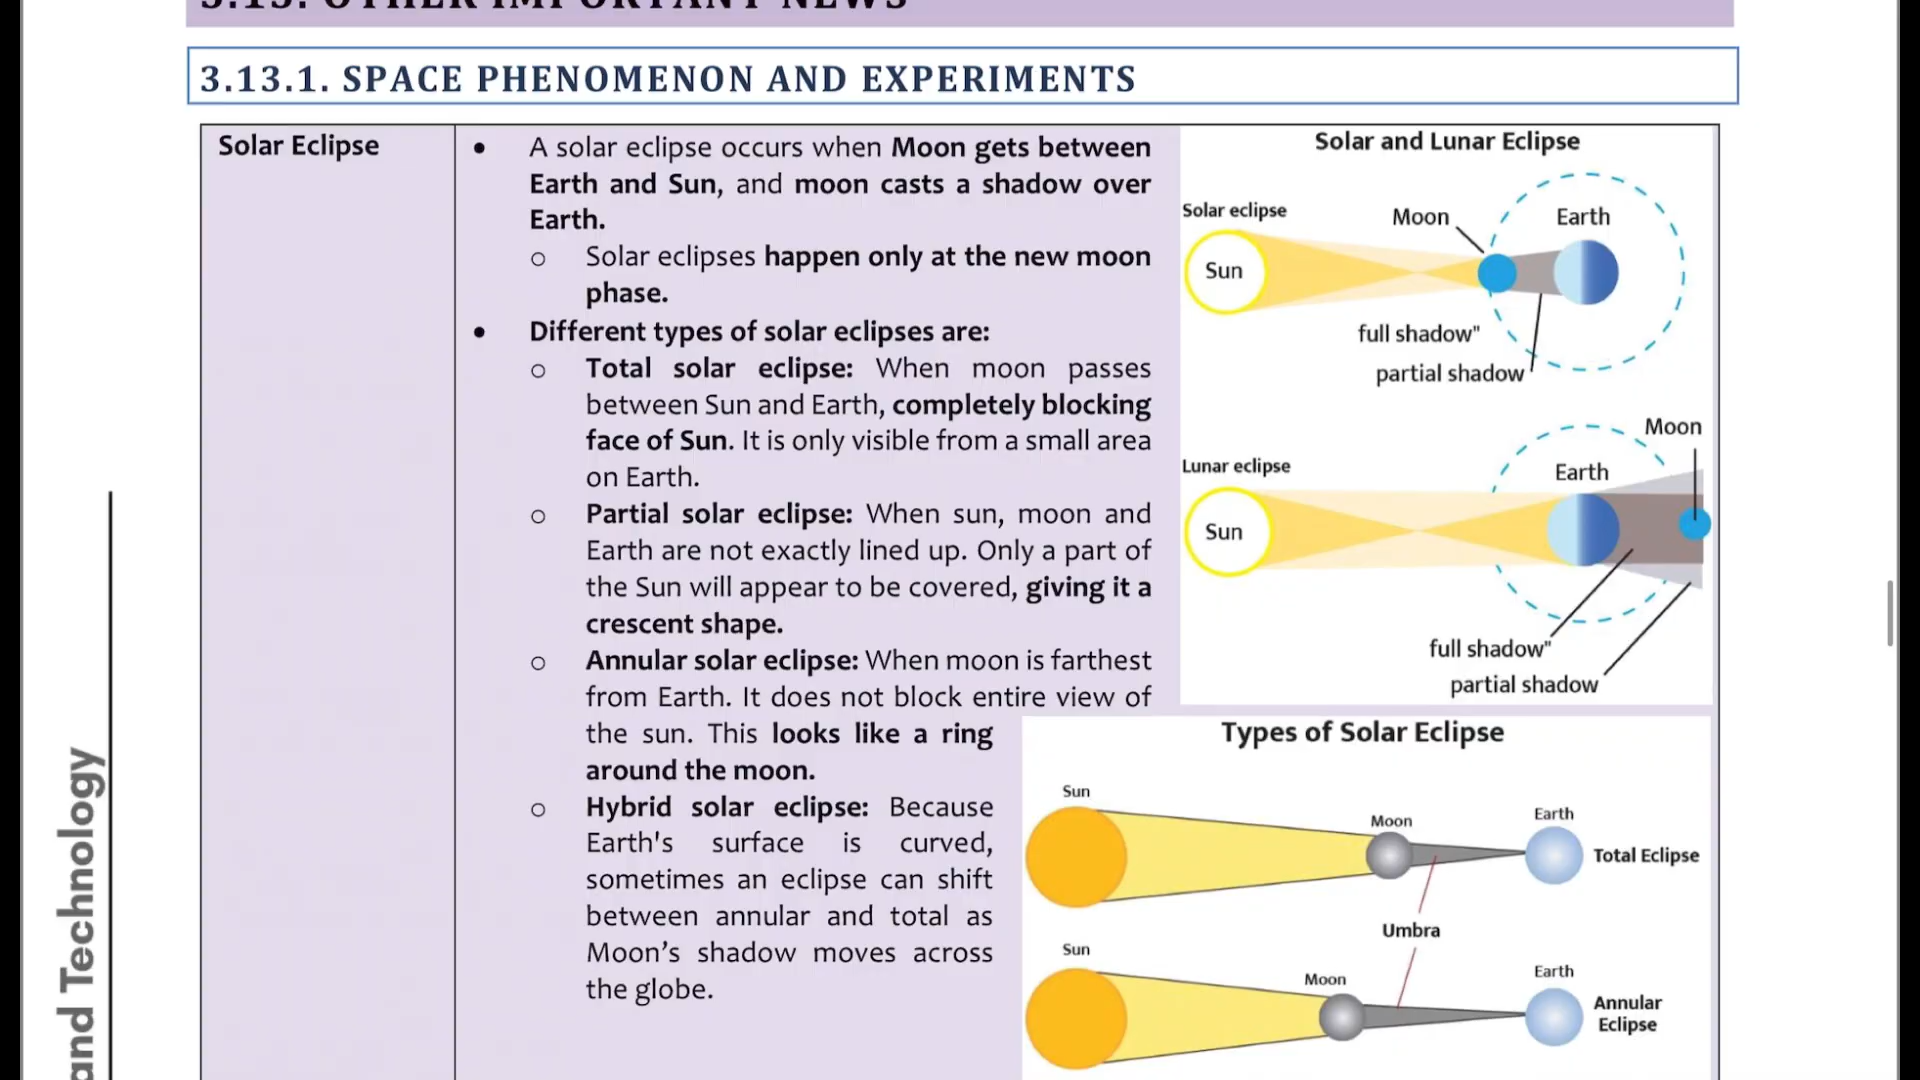 3.13. OTHER IMPORTANT NEWS
3.13.1. SPACE PHENOMENON AND EXPERIMENTS
Solar Eclipse
• A solar eclipse occurs when Moon gets between
Earth and Sun, and moon casts a shadow over
Earth.
o Solar eclipses happen only at the new moon
phase.
• Different types of solar eclipses are:
o Total solar eclipse: When moon passes
between Sun and Earth, completely blocking
face of Sun. It is only visible from a small area
on Earth.
o Partial solar eclipse: When sun, moon and
Earth are not exactly lined up. Only a part of
the Sun will appear to be covered, giving it a
crescent shape.
o Annular solar eclipse: When moon is farthest
from Earth. It does not block entire view of
the sun. This looks like a ring
around the moon.
o Hybrid solar eclipse: Because
Earth's surface is curved,
sometimes an eclipse can shift
between annular and total as
Moon’s shadow moves across
the globe.
Solar and Lunar Eclipse
Solar eclipse
Moon
Earth
Sun
full shadow"
partial shadow
Moon
Lunar eclipse
Earth
Sun
full shadow"
partial shadow
Types of Solar Eclipse
Sun
Moon
Earth
Total Eclipse
Umbra
Sun
Moon
Earth
Annular
Eclipse
and Technology